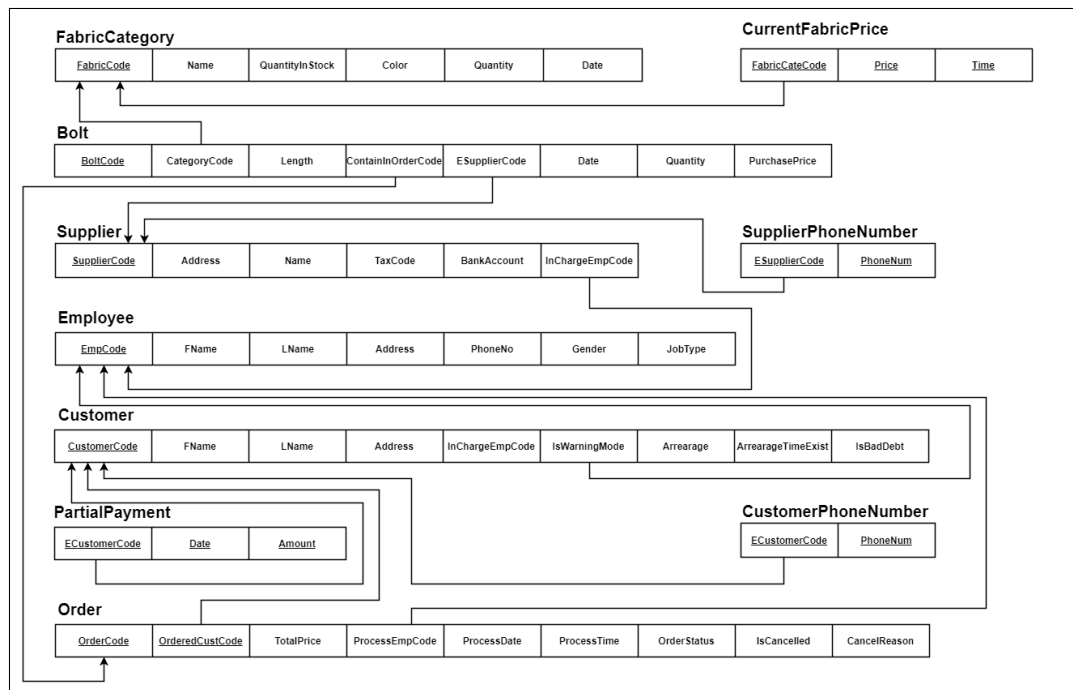 FabricCategory
FabricCode Name QuantityInStock Color Quantity Date
CurrentFabricPrice
FabricCateCode Price Time
Bolt
BoltCode CategoryCode Length ContainInOrderCode ESupplierCode Date Quantity PurchasePrice
Supplier
SupplierCode Address Name TaxCode BankAccount InChargeEmpCode
SupplierPhoneNumber
ESupplierCode PhoneNum
Employee
EmpCode FName LName Address PhoneNo Gender JobType
Customer
CustomerCode FName LName Address InChargeEmpCode IsWarningMode Arrearage ArrearageTimeExist IsBadDebt
PartialPayment
ECustomerCode Date Amount
CustomerPhoneNumber
ECustomerCode PhoneNum
Order
OrderCode OrderedCustCode TotalPrice ProcessEmpCode ProcessDate ProcessTime OrderStatus IsCancelled CancelReason